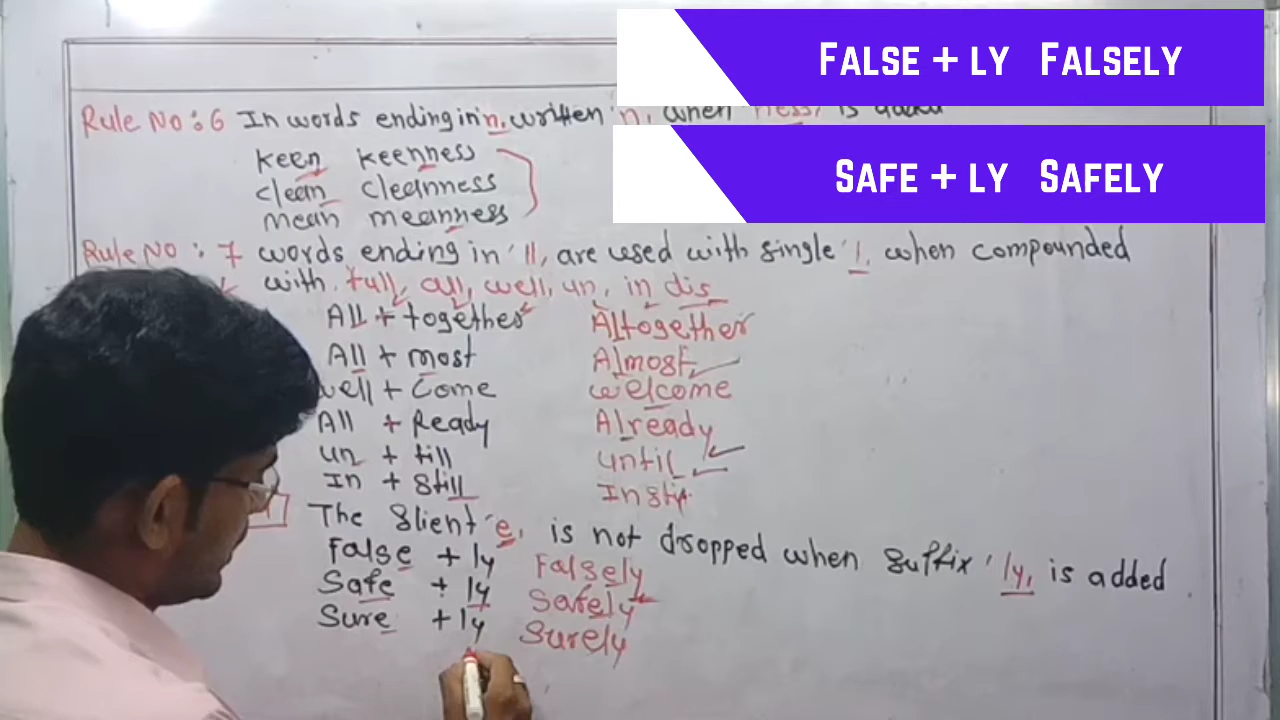 FALSE + LY FALSELY
Rule No: 6 In words ending in 'n, written 'n, when 'ness, is
SAFE + LY SAFELY
Keen Keenness
clean cleanness
mean meanness
Rule No: 7 words ending in 'll, are used with single 'l, when compounded
with full, all, well, un, in dis
All + together Altogether
All + most Almost
well + Come welcome
All + Ready Already
un + till until
In + Still Instil
The Slient 'e, is not dropped when suffix 'ly, is added
False + ly Falsely
Safe + ly Safely
Sure + ly Surely